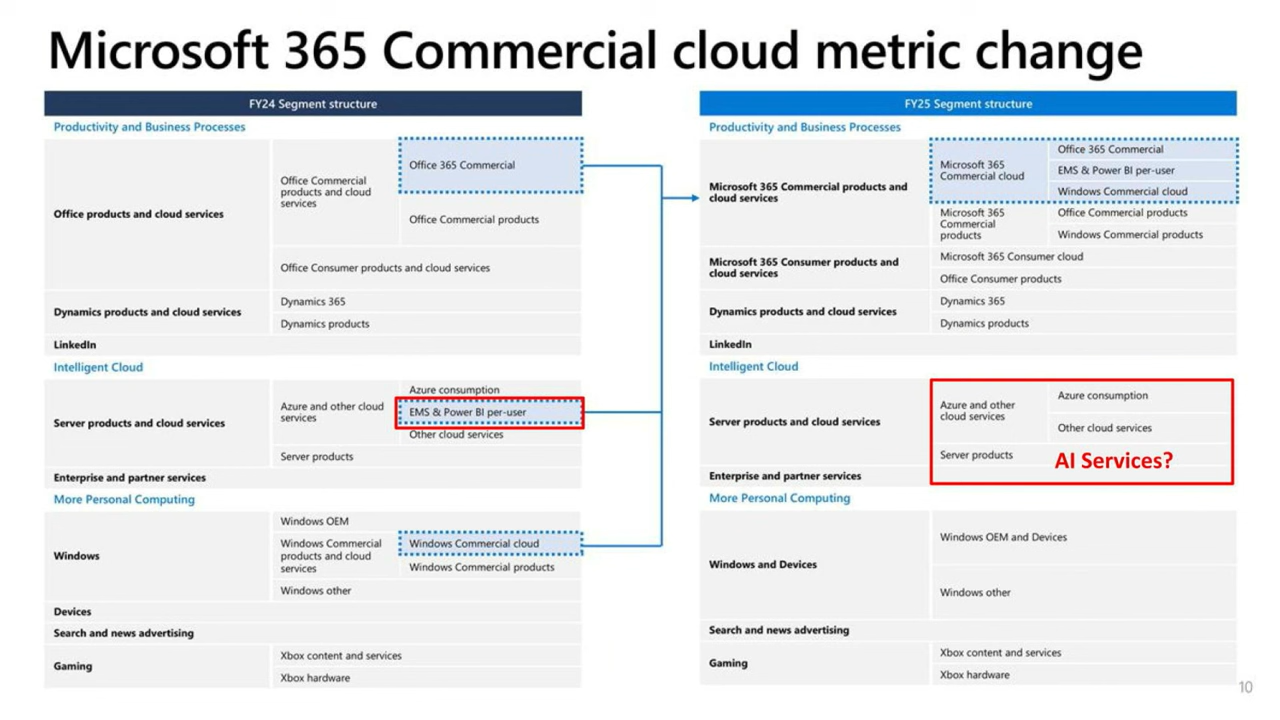 Microsoft 365 Commercial cloud metric change
FY24 Segment structure
Productivity and Business Processes
Office products and cloud services
Office Commercial
products and cloud
services
Office 365 Commercial
Office Commercial products
Office Consumer products and cloud services
Dynamics products and cloud services
Dynamics 365
Dynamics products
LinkedIn
Intelligent Cloud
Server products and cloud services
Azure and other cloud
services
Azure consumption
EMS & Power BI per-user
Other cloud services
Server products
Enterprise and partner services
More Personal Computing
Windows
Windows OEM
Windows Commercial
products and cloud
services
Windows Commercial cloud
Windows Commercial products
Windows other
Devices
Search and news advertising
Gaming
Xbox content and services
Xbox hardware
FY25 Segment structure
Productivity and Business Processes
Microsoft 365 Commercial products and
cloud services
Microsoft 365
Commercial cloud
Office 365 Commercial
EMS & Power BI per-user
Windows Commercial cloud
Microsoft 365
Commercial
products
Office Commercial products
Windows Commercial products
Microsoft 365 Consumer products and
cloud services
Microsoft 365 Consumer cloud
Office Consumer products
Dynamics products and cloud services
Dynamics 365
Dynamics products
LinkedIn
Intelligent Cloud
Server products and cloud services
Azure and other
cloud services
Azure consumption
Other cloud services
Server products
AI Services?
Enterprise and partner services
More Personal Computing
Windows and Devices
Windows OEM and Devices
Windows other
Search and news advertising
Gaming
Xbox content and services
Xbox hardware
10